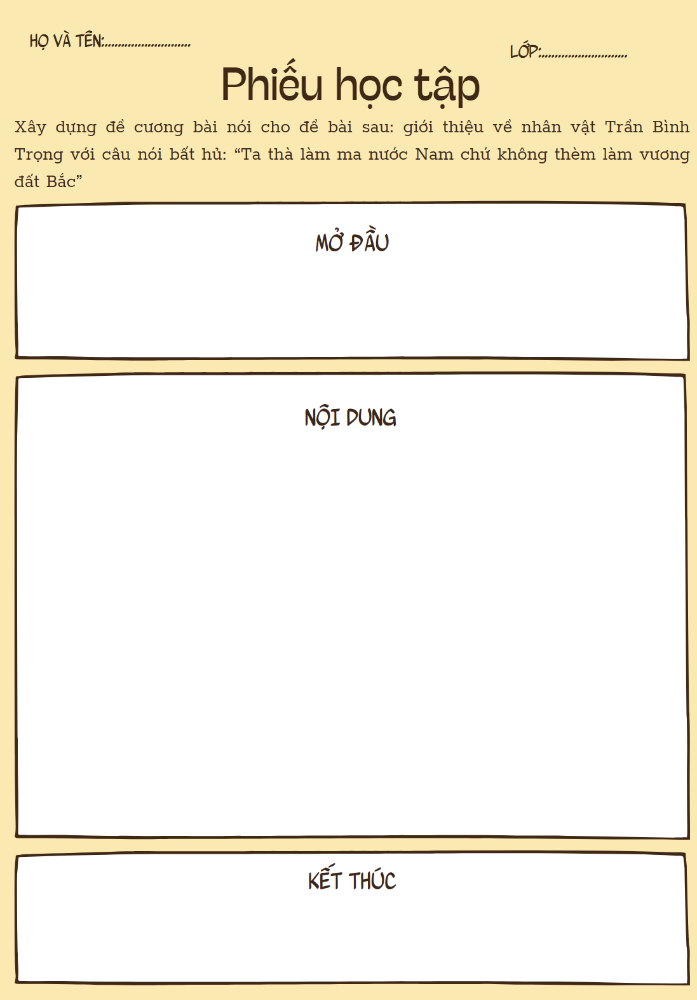 HỌ VÀ TÊN:...........................
LỚP:...........................
Phiếu học tập
Xây dựng đề cương bài nói cho đề bài sau: giới thiệu về nhân vật Trần Bình
Trọng với câu nói bất hủ: “Ta thà làm ma nước Nam chứ không thèm làm vương
đất Bắc”
MỞ ĐẦU
NỘI DUNG
KẾT THÚC